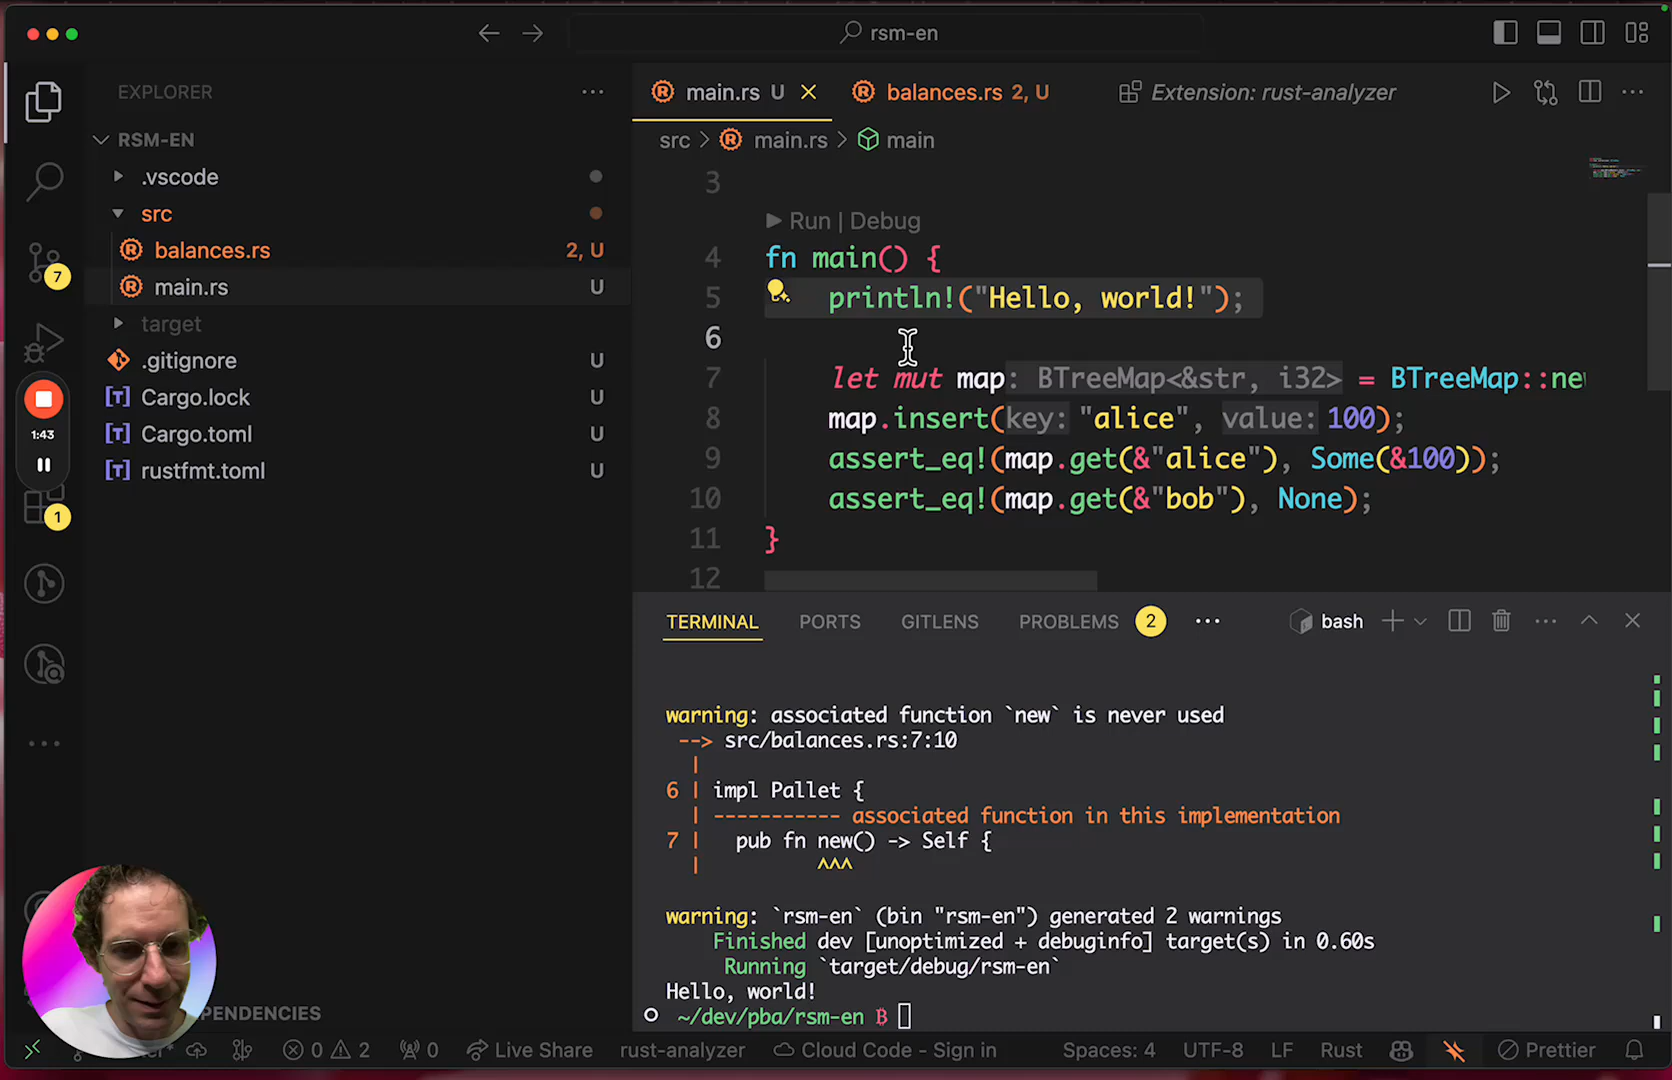 rsm-en
EXPLORER
RSM-EN
.vscode
src
balances.rs 2, U
main.rs U
target
.gitignore U
Cargo.lock U
Cargo.toml U
rustfmt.toml U
7
1:43
1
main.rs U
balances.rs 2, U
Extension: rust-analyzer
src > main.rs > main
3
Run | Debug
4 fn main() {
5 println!("Hello, world!");
6
7 let mut map: BTreeMap<&str, i32> = BTreeMap::new
8 map.insert(key: "alice", value: 100);
9 assert_eq!(map.get(&"alice"), Some(&100));
10 assert_eq!(map.get(&"bob"), None);
11 }
12
TERMINAL PORTS GITLENS PROBLEMS 2 bash
warning: associated function `new` is never used
--> src/balances.rs:7:10
|
6 | impl Pallet {
| ----------- associated function in this implementation
7 | pub fn new() -> Self {
| ^^^
warning: `rsm-en` (bin "rsm-en") generated 2 warnings
Finished dev [unoptimized + debuginfo] target(s) in 0.60s
Running `target/debug/rsm-en`
Hello, world!
~/dev/pba/rsm-en ₿
PENDENCIES
0 2 0 Live Share rust-analyzer Cloud Code - Sign in Spaces: 4 UTF-8 LF Rust Prettier